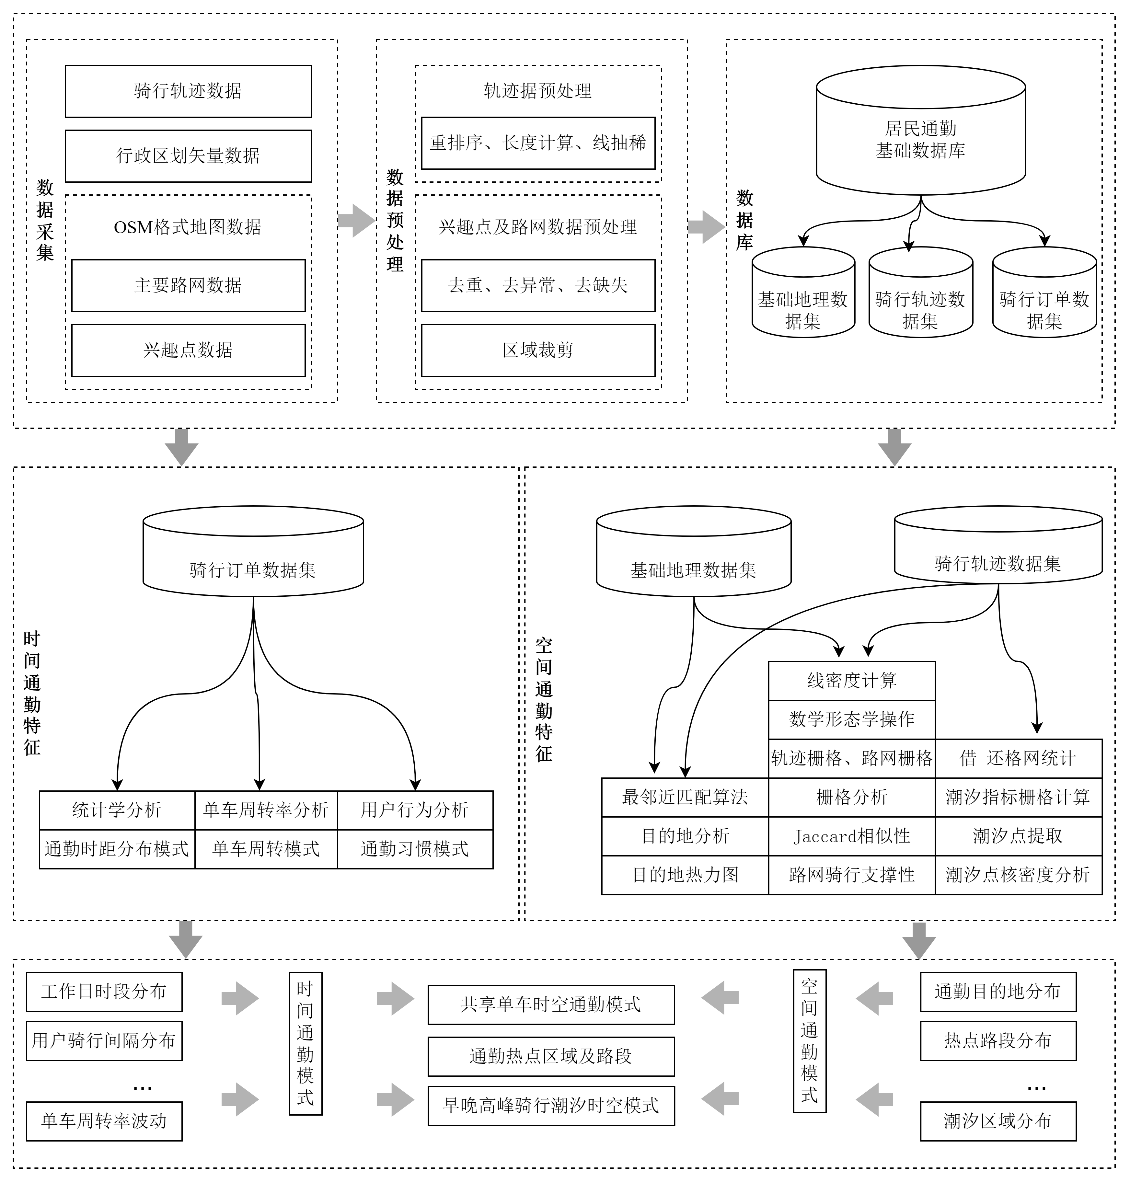 数据采集
骑行轨迹数据
行政区划矢量数据
OSM格式地图数据
主要路网数据
兴趣点数据
数据预处理
轨迹据预处理
重排序、长度计算、线抽稀
兴趣点及路网数据预处理
去重、去异常、去缺失
区域裁剪
数据库
居民通勤
基础数据库
基础地理数
据集
骑行轨迹数
据集
骑行订单数
据集
时间通勤特征
骑行订单数据集
统计学分析
单车周转率分析
用户行为分析
通勤时距分布模式
单车周转模式
通勤习惯模式
空间通勤特征
基础地理数据集
骑行轨迹数据集
线密度计算
数学形态学操作
轨迹栅格、路网栅格
借 还格网统计
最邻近匹配算法
栅格分析
潮汐指标栅格计算
目的地分析
Jaccard相似性
潮汐点提取
目的地热力图
路网骑行支撑性
潮汐点核密度分析
工作日时段分布
用户骑行间隔分布
...
单车周转率波动
时间通勤模式
共享单车时空通勤模式
通勤热点区域及路段
早晚高峰骑行潮汐时空模式
空间通勤模式
通勤目的地分布
热点路段分布
...
潮汐区域分布